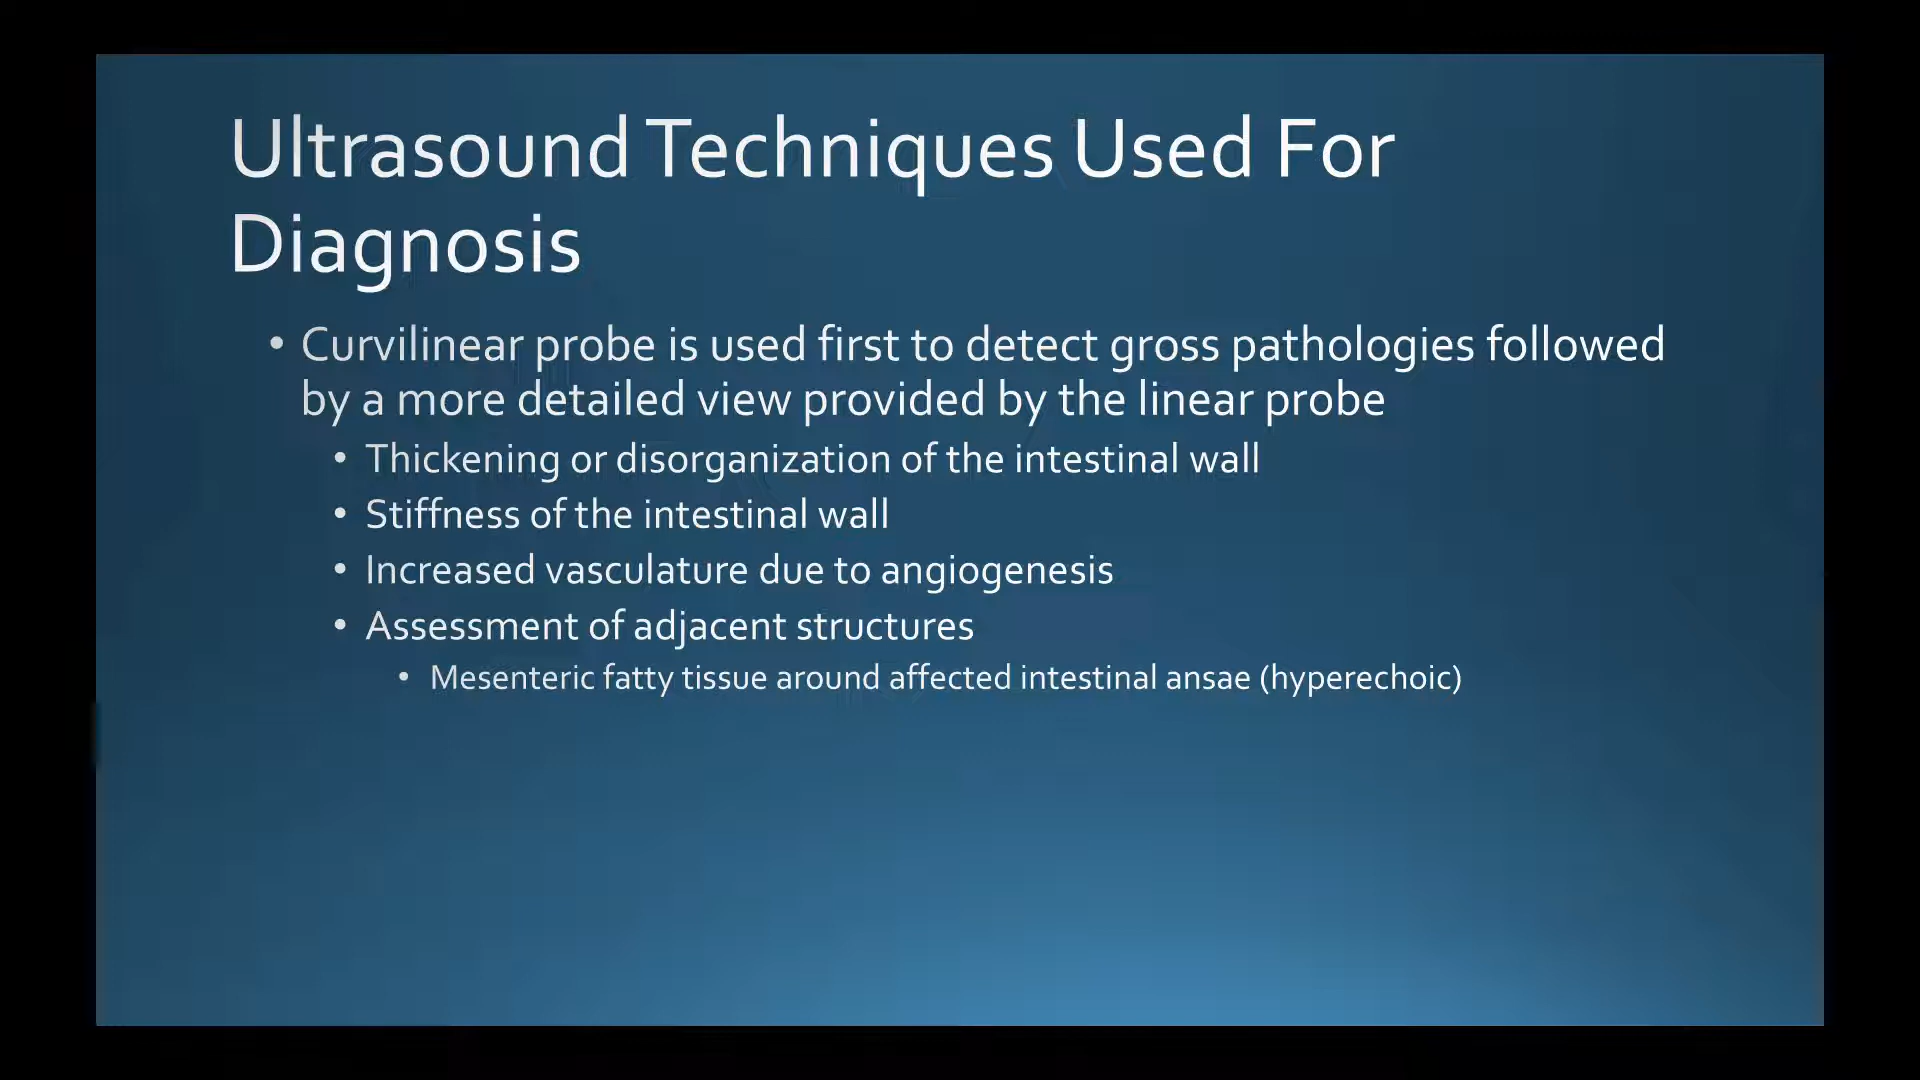 Ultrasound Techniques Used For
Diagnosis
• Curvilinear probe is used first to detect gross pathologies followed
by a more detailed view provided by the linear probe
• Thickening or disorganization of the intestinal wall
• Stiffness of the intestinal wall
• Increased vasculature due to angiogenesis
• Assessment of adjacent structures
• Mesenteric fatty tissue around affected intestinal ansae (hyperechoic)